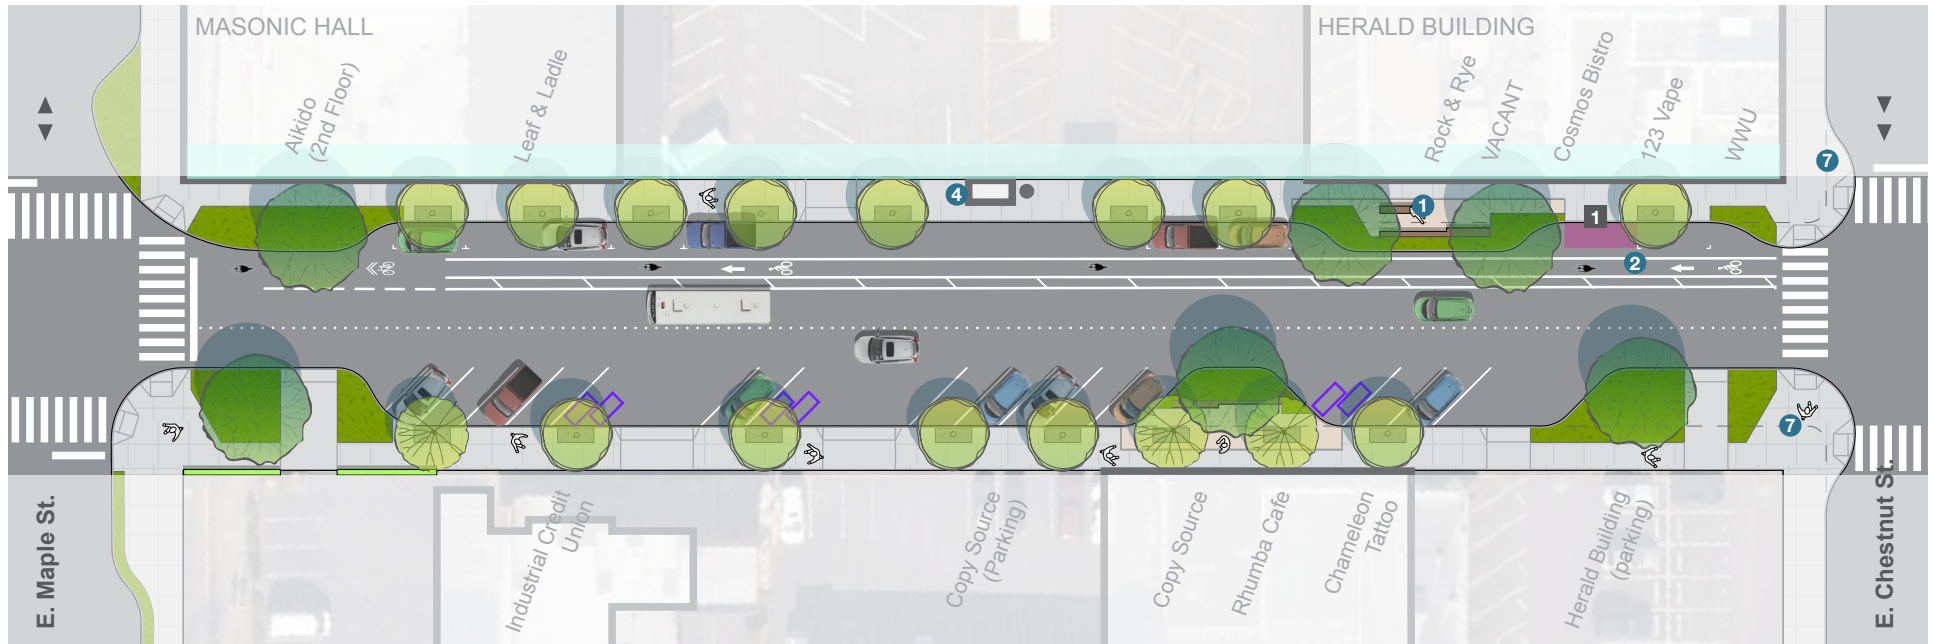 MASONIC HALL
HERALD BUILDING
Aikido
(2nd Floor)
Leaf & Ladle
Rock & Rye
VACANT
Cosmos Bistro
123 Vape
WWU
7
4
1
1
2
7
E. Maple St.
Industrial Credit
Union
Copy Source
(Parking)
Copy Source
Rhumba Cafe
Chameleon
Tattoo
Herald Building
(parking)
E. Chestnut St.